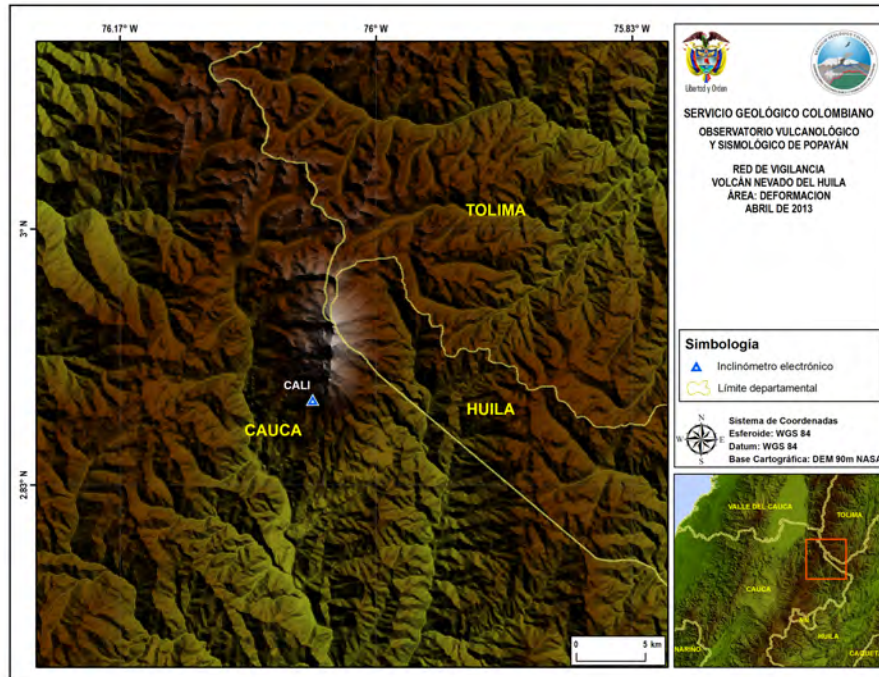 76.17° W
76° W
75.83° W
3° N
2.83° N
TOLIMA
CALI
CAUCA
HUILA
0
5 km
Libertad y Orden
SERVICIO GEOLÓGICO COLOMBIANO
OBSERVATORIO VULCANOLÓGICO
Y SISMOLÓGICO DE POPAYÁN
RED DE VIGILANCIA
VOLCÁN NEVADO DEL HUILA
ÁREA: DEFORMACION
ABRIL DE 2013
Simbología
Inclinómetro electrónico
Límite departamental
N
W
E
S
Sistema de Coordenadas
Esferoide: WGS 84
Datum: WGS 84
Base Cartográfica: DEM 90m NASA
VALLE DEL CAUCA
TOLIMA
CAUCA
HUILA
NARIÑO
CAQUETA